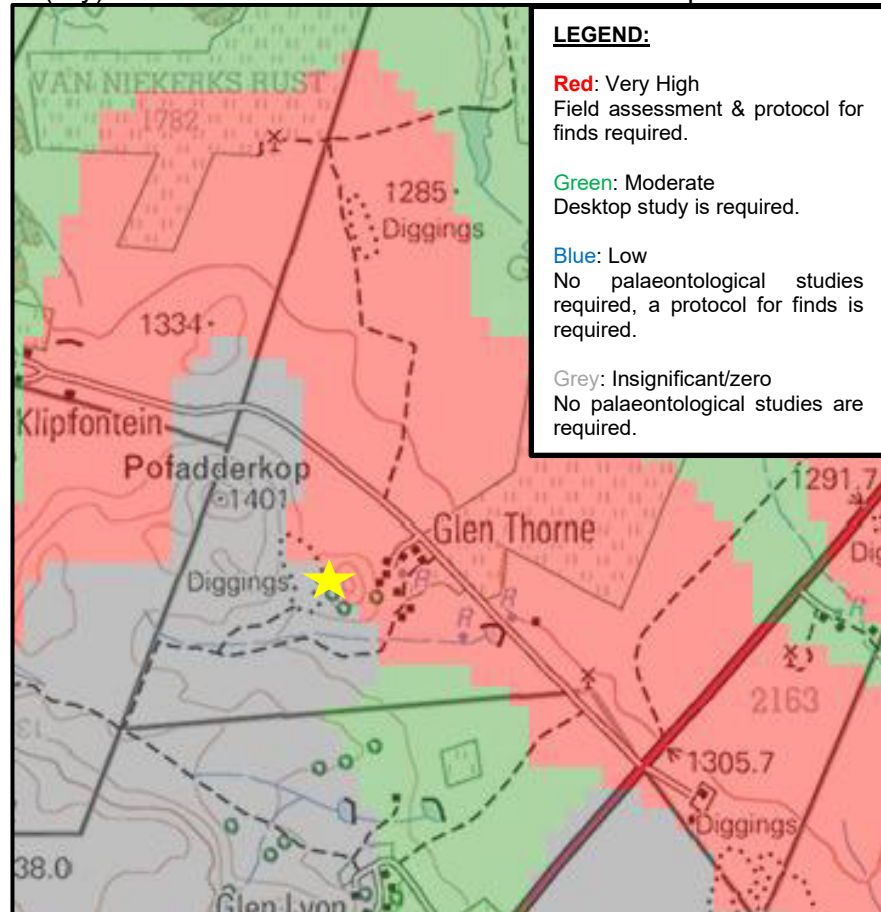 LEGEND:
Red: Very High
Field assessment & protocol for
finds required.
Green: Moderate
Desktop study is required.
Blue: Low
No palaeontological studies
required, a protocol for finds is
required.
Grey: Insignificant/zero
No palaeontological studies are
required.
VAN NIEKERKS RUST
1782
1285
Diggings
1334
Klipfontein
Pofadderkop
1401
Glen Thorne
Diggings
R
R
1291.7
Dig
R
2163
1305.7
Diggings
13
38.0
Glen Lyon